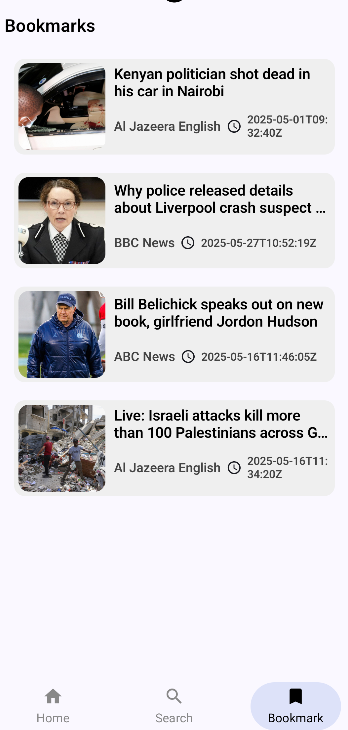 Bookmarks
Kenyan politician shot dead in
his car in Nairobi
Al Jazeera English
2025-05-01T09:
32:40Z
Why police released details
about Liverpool crash suspect ...
BBC News
2025-05-27T10:52:19Z
Bill Belichick speaks out on new
book, girlfriend Jordon Hudson
ABC News
2025-05-16T11:46:05Z
Live: Israeli attacks kill more
than 100 Palestinians across G...
Al Jazeera English
2025-05-16T11:
34:20Z
Home
Search
Bookmark